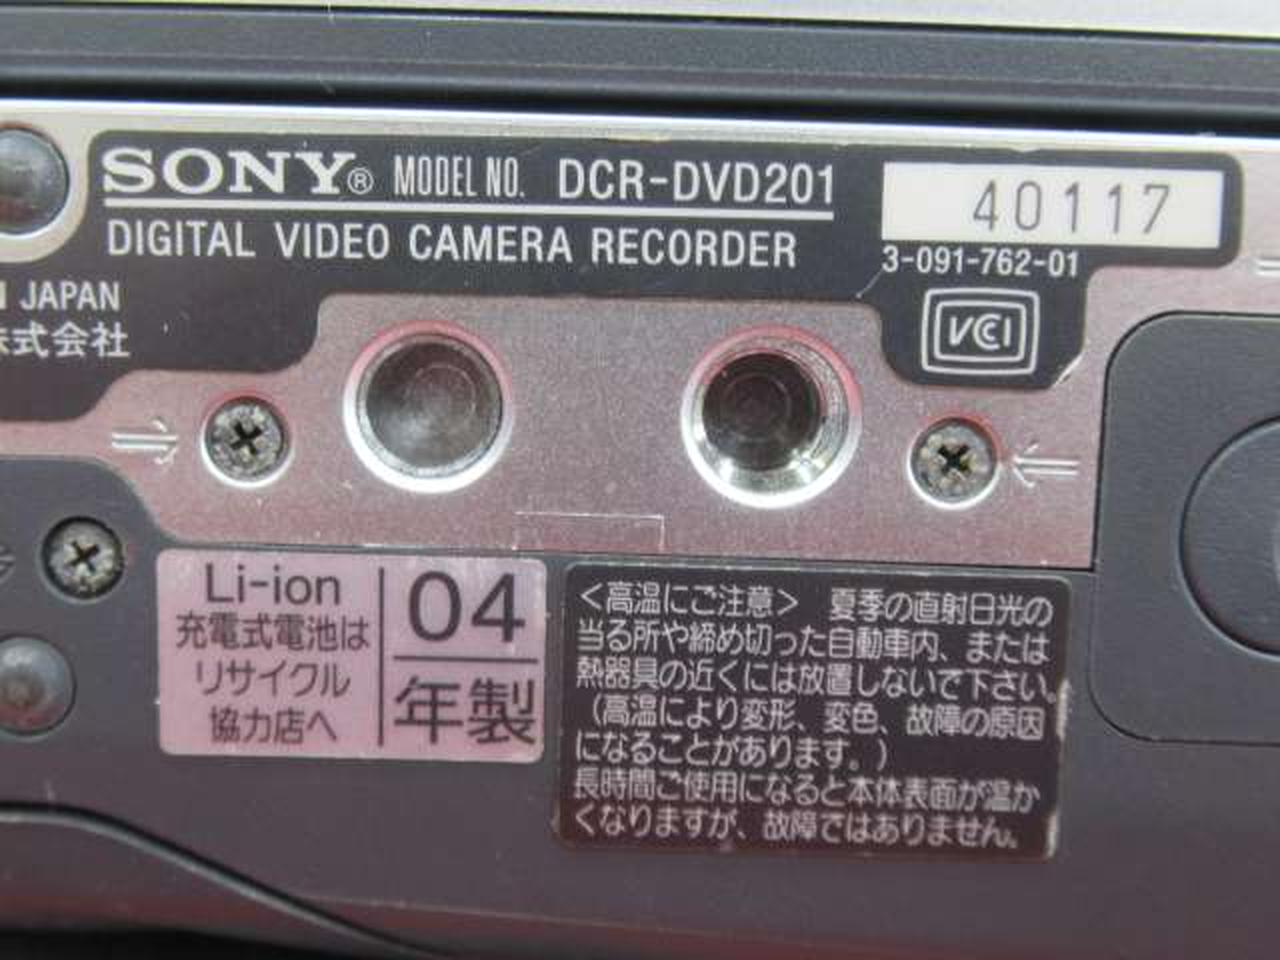 SONY® MODEL NO. DCR-DVD201
40117
DIGITAL VIDEO CAMERA RECORDER
3-091-762-01
JAPAN
式会社
VCCI
Li-ion
充電式電池は
リサイクル
協力店へ
04
年製
<高温にご注意> 夏季の直射日光の
当る所や締め切った自動車内、または
熱器具の近くには放置しないで下さい。
(高温により変形、変色、故障の原因
になることがあります。)
長時間ご使用になると本体表面が温か
くなりますが、故障ではありません。